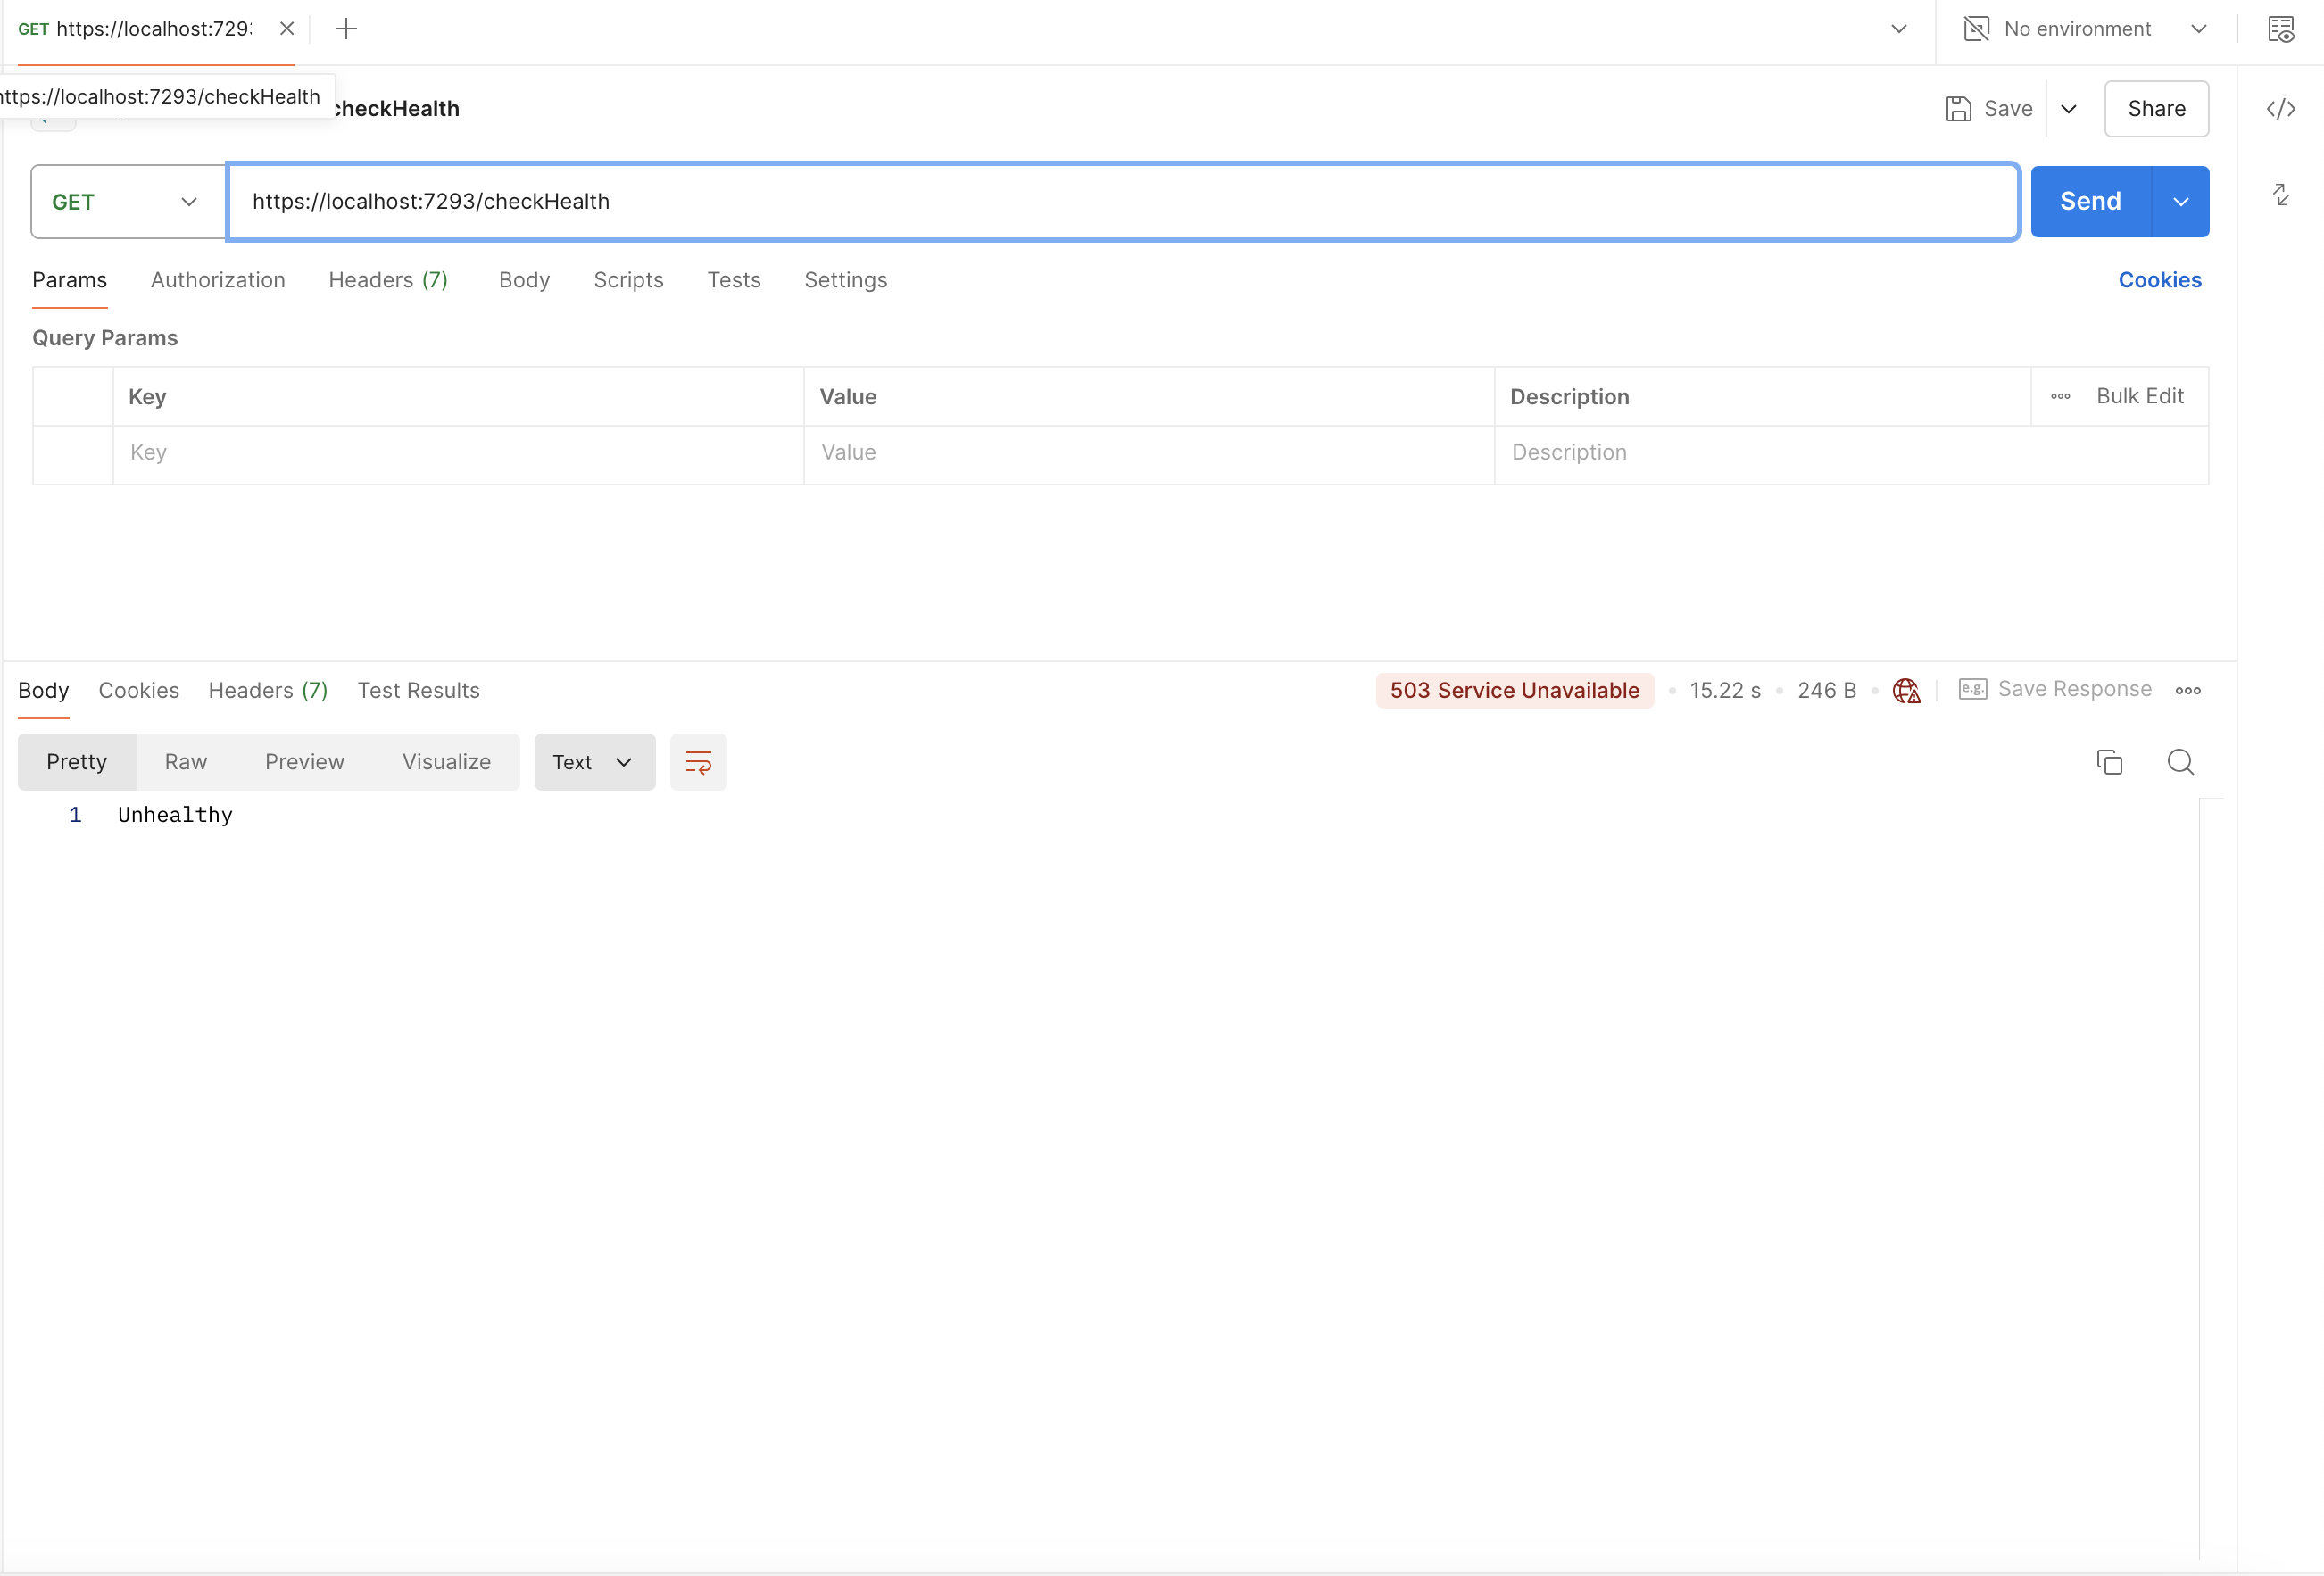 GET https://localhost:729
No environment
https://localhost:7293/checkHealth
checkHealth
Save
Share
GET
https://localhost:7293/checkHealth
Send
Params Authorization Headers (7) Body Scripts Tests Settings Cookies
Query Params
Key Value Description Bulk Edit
Key Value Description
Body Cookies Headers (7) Test Results 503 Service Unavailable 15.22 s 246 B e.g. Save Response
Pretty Raw Preview Visualize Text
1 Unhealthy